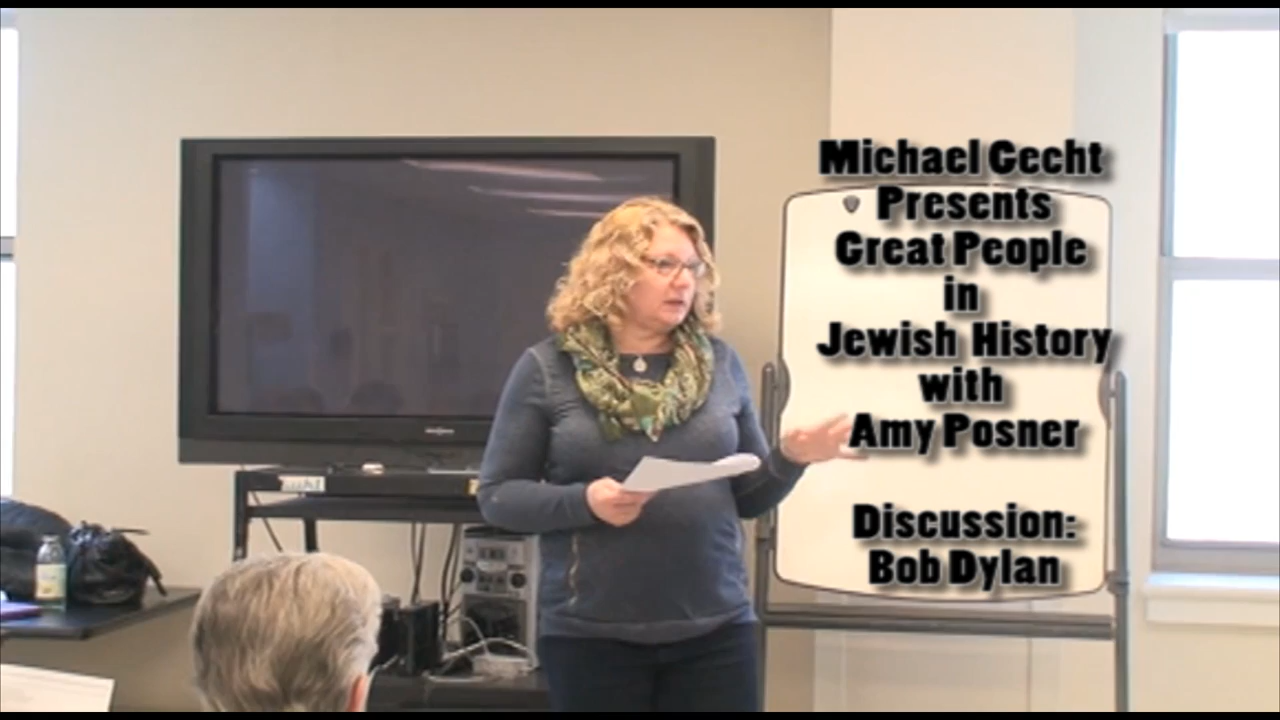 Michael Gecht
Presents
Great People
in
Jewish History
with
Amy Posner
Discussion:
Bob Dylan